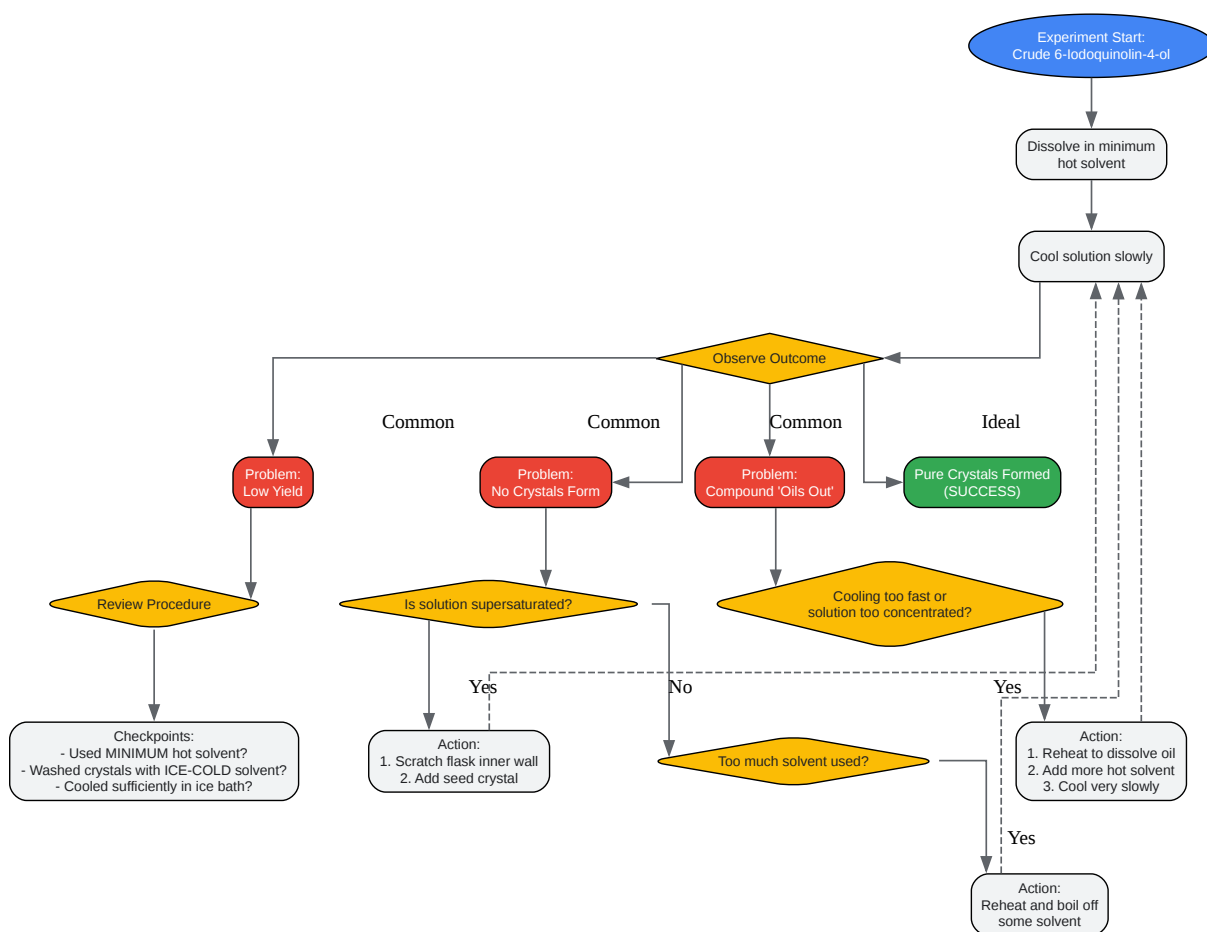 Experiment Start:
Crude 6-Iodoquinolin-4-ol
Dissolve in minimum
hot solvent
Cool solution slowly
Observe Outcome
Common
Common
Common
Ideal
Problem:
Low Yield
Problem:
No Crystals Form
Problem:
Compound 'Oils Out'
Pure Crystals Formed
(SUCCESS)
Review Procedure
Is solution supersaturated?
Cooling too fast or
solution too concentrated?
Yes
No
Yes
Checkpoints:
- Used MINIMUM hot solvent?
- Washed crystals with ICE-COLD solvent?
- Cooled sufficiently in ice bath?
Action:
1. Scratch flask inner wall
2. Add seed crystal
Too much solvent used?
Action:
1. Reheat to dissolve oil
2. Add more hot solvent
3. Cool very slowly
Yes
Action:
Reheat and boil off
some solvent